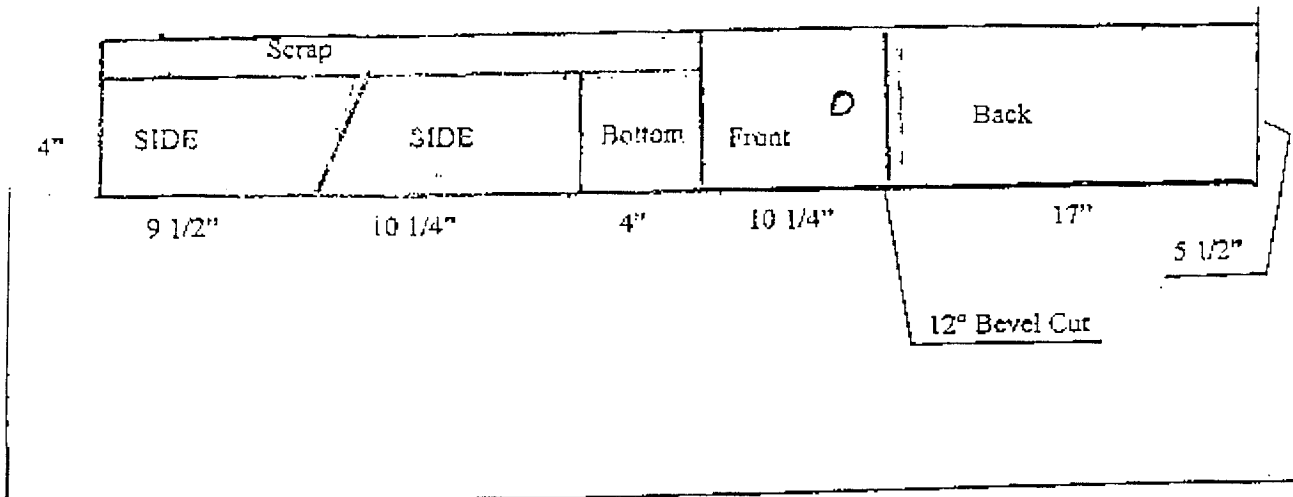 Scrap
4" SIDE SIDE Bottom Front Back
9 1/2" 10 1/4" 4" 10 1/4" 17"
5 1/2"
12° Bevel Cut